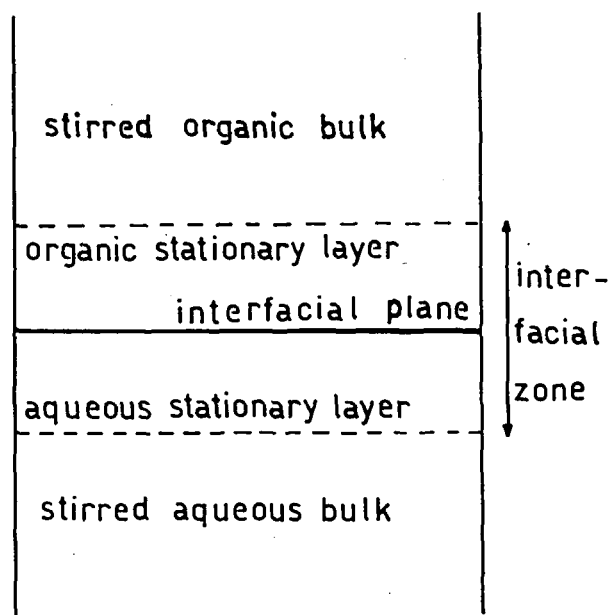 stirred organic bulk
organic stationary layer
interfacial plane
inter-
facial
zone
aqueous stationary layer
stirred aqueous bulk